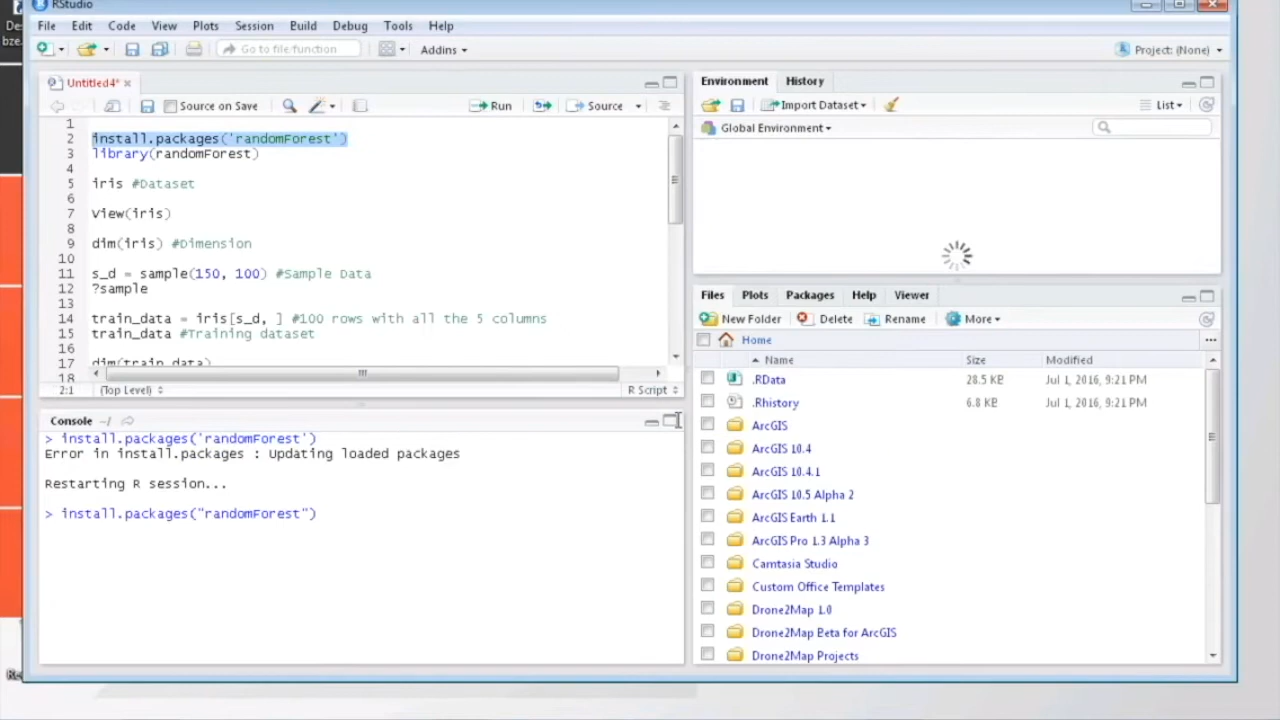 RStudio
File Edit Code View Plots Session Build Debug Tools Help
Go to file/function Addins Project: (None)
Untitled4*
Source on Save Run Source
1
2 install.packages('randomForest')
3 library(randomForest)
4
5 iris #Dataset
6
7 View(iris)
8
9 dim(iris) #Dimension
10
11 s_d = sample(150, 100) #Sample Data
12 ?sample
13
14 train_data = iris[s_d, ] #100 rows with all the 5 columns
15 train_data #Training dataset
16
17 dim(train_data)
18
2:1 (Top Level) R Script
Console ~/
> install.packages('randomForest')
Error in install.packages : Updating loaded packages
Restarting R session...
> install.packages("randomForest")
Environment History
Import Dataset List
Global Environment
Files Plots Packages Help Viewer
New Folder Delete Rename More
Home
Name Size Modified
.RData 28.5 KB Jul 1, 2016, 9:21 PM
.Rhistory 6.8 KB Jul 1, 2016, 9:21 PM
ArcGIS
ArcGIS 10.4
ArcGIS 10.4.1
ArcGIS 10.5 Alpha 2
ArcGIS Earth 1.1
ArcGIS Pro 1.3 Alpha 3
Camtasia Studio
Custom Office Templates
Drone2Map 1.0
Drone2Map Beta for ArcGIS
Drone2Map Projects